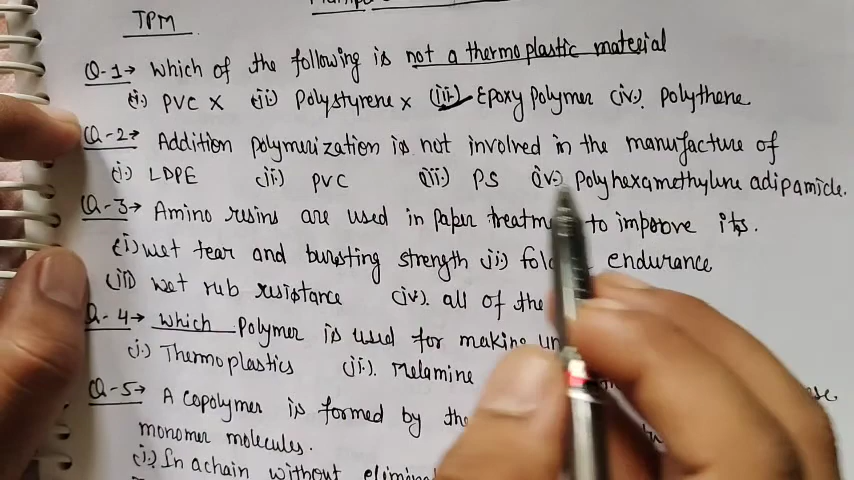 TPM
Q-1→ Which of the following is not a thermoplastic material
(i.) PVC × (ii) Polystyrene × (iii) Epoxy Polymer (iv). Polythene
Q-2→ Addition polymerization is not involved in the manufacture of
(i.) LDPE (ii.) PVC (iii.) PS (iv.) Polyhexamethylene adipamide.
Q-3→ Amino resins are used in paper treatment to improve its.
(i) wet tear and bursting strength (ii) endurance
(iii) wet rub resistance (iv). all of the
Q-4→ which Polymer is used for making
(i.) Thermoplastics (ii.) Melamine
Q-5→ A copolymer is formed by the
monomer molecules.
(i.) In a chain without